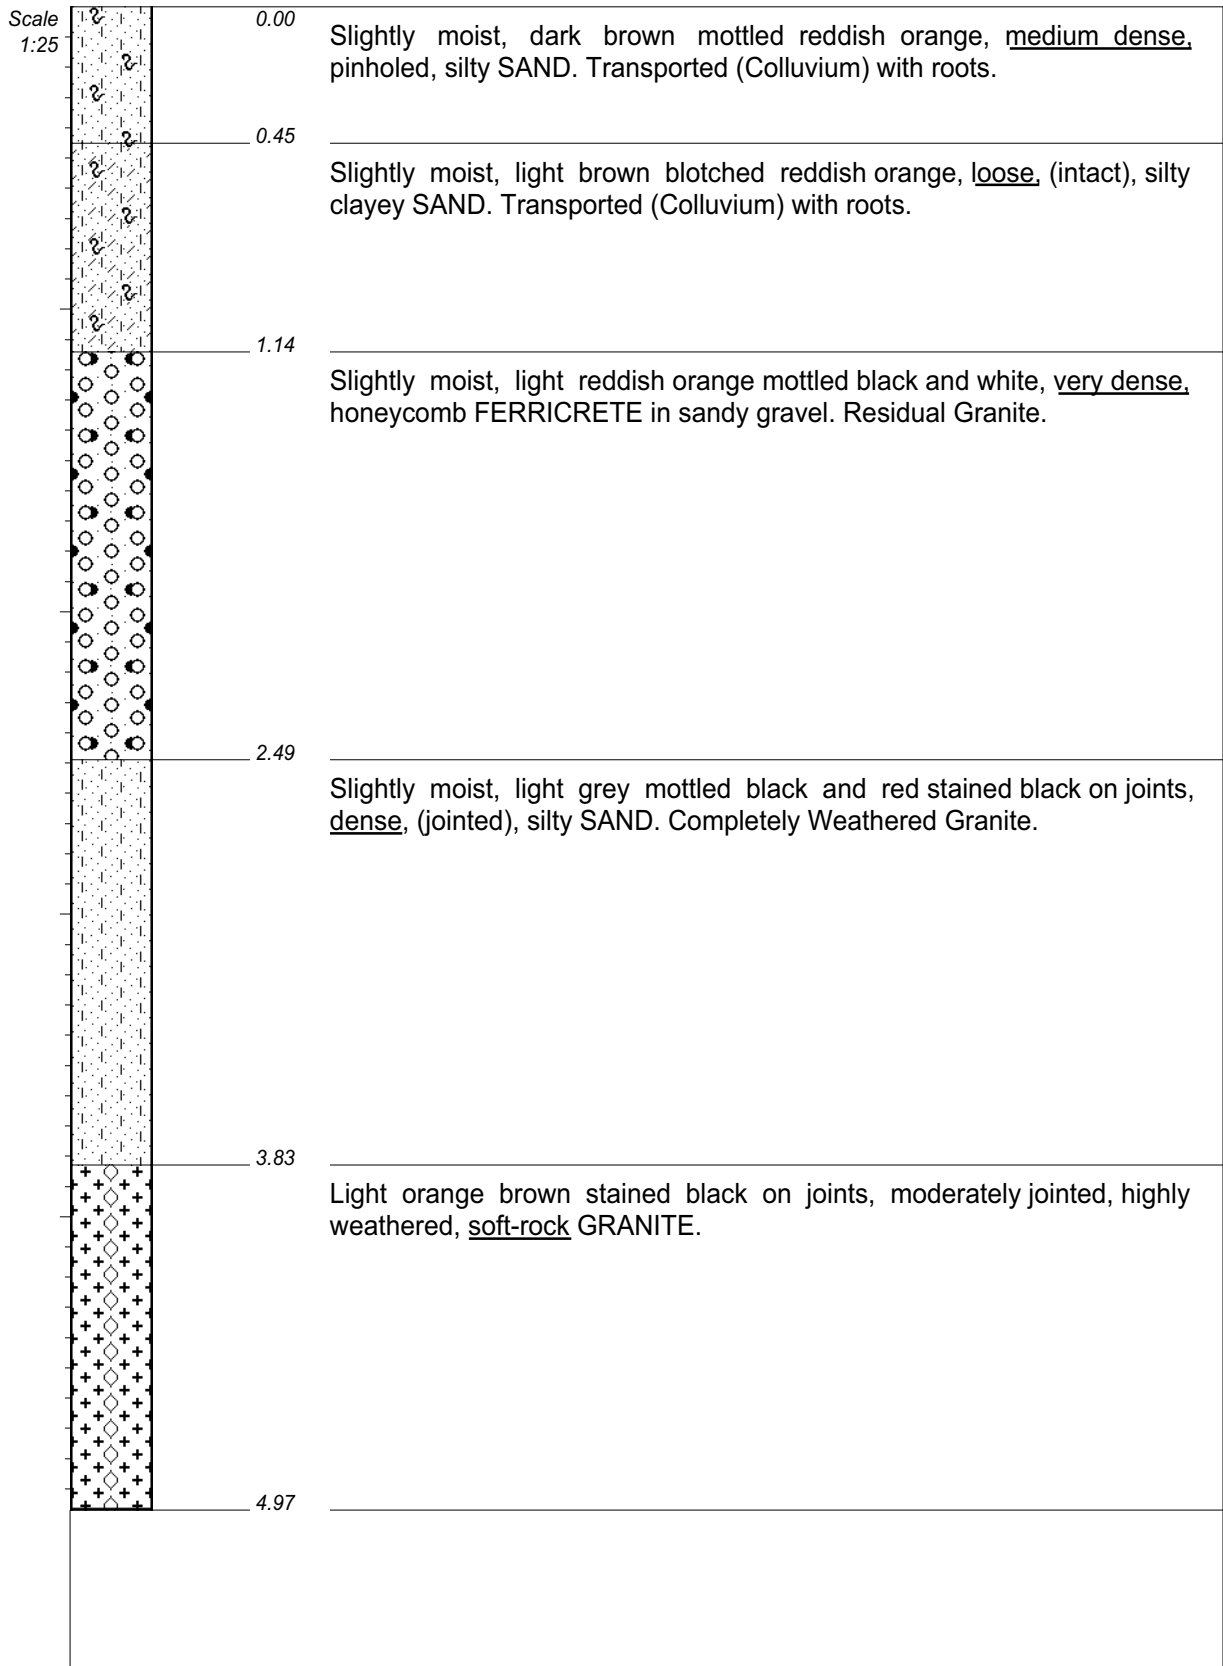 Scale
1:25
0.00
Slightly moist, dark brown mottled reddish orange, medium dense,
pinholed, silty SAND. Transported (Colluvium) with roots.
0.45
Slightly moist, light brown blotched reddish orange, loose, (intact), silty
clayey SAND. Transported (Colluvium) with roots.
1.14
Slightly moist, light reddish orange mottled black and white, very dense,
honeycomb FERRICRETE in sandy gravel. Residual Granite.
2.49
Slightly moist, light grey mottled black and red stained black on joints,
dense, (jointed), silty SAND. Completely Weathered Granite.
3.83
Light orange brown stained black on joints, moderately jointed, highly
weathered, soft-rock GRANITE.
4.97